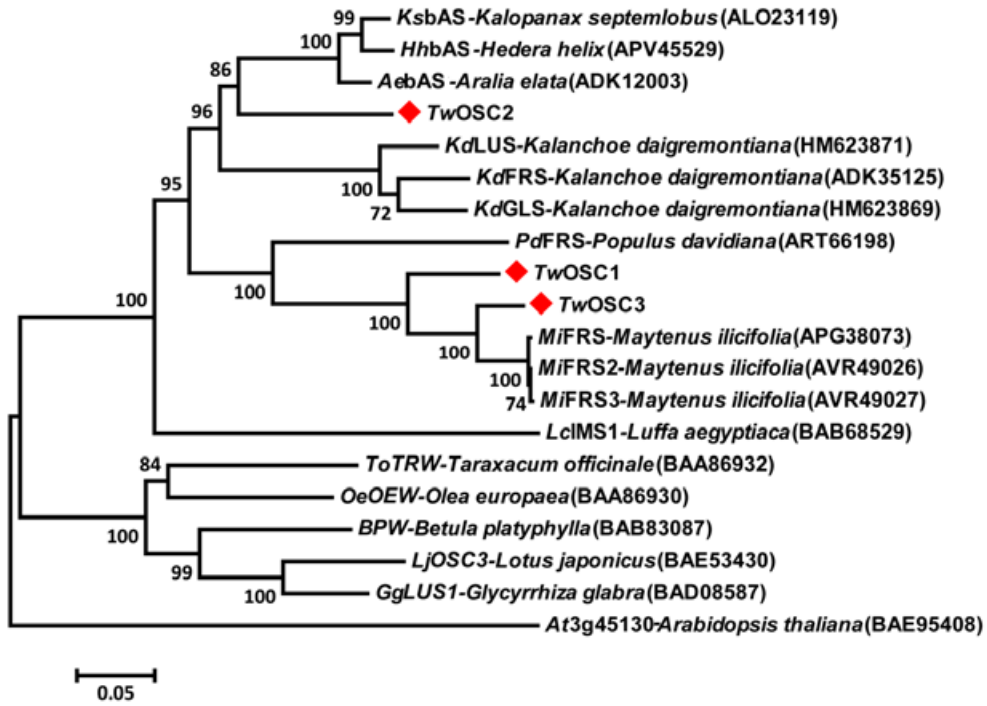 99
KsbAS-Kalopanax septemlobus(ALO23119)
100
HhbAS-Hedera helix(APV45529)
86
AebAS-Aralia elata(ADK12003)
96
TwOSC2
KdLUS-Kalanchoe daigremontiana(HM623871)
95
100
KdFRS-Kalanchoe daigremontiana(ADK35125)
72
KdGLS-Kalanchoe daigremontiana(HM623869)
PdFRS-Populus davidiana(ART66198)
100
TwOSC1
100
100
TwOSC3
100
MiFRS-Maytenus ilicifolia(APG38073)
100
MiFRS2-Maytenus ilicifolia(AVR49026)
74
MiFRS3-Maytenus ilicifolia(AVR49027)
LcIMS1-Luffa aegyptiaca(BAB68529)
84
ToTRW-Taraxacum officinale(BAA86932)
OeOEW-Olea europaea(BAA86930)
100
BPW-Betula platyphylla(BAB83087)
99
LjOSC3-Lotus japonicus(BAE53430)
100
GgLUS1-Glycyrrhiza glabra(BAD08587)
At3g45130-Arabidopsis thaliana(BAE95408)
0.05